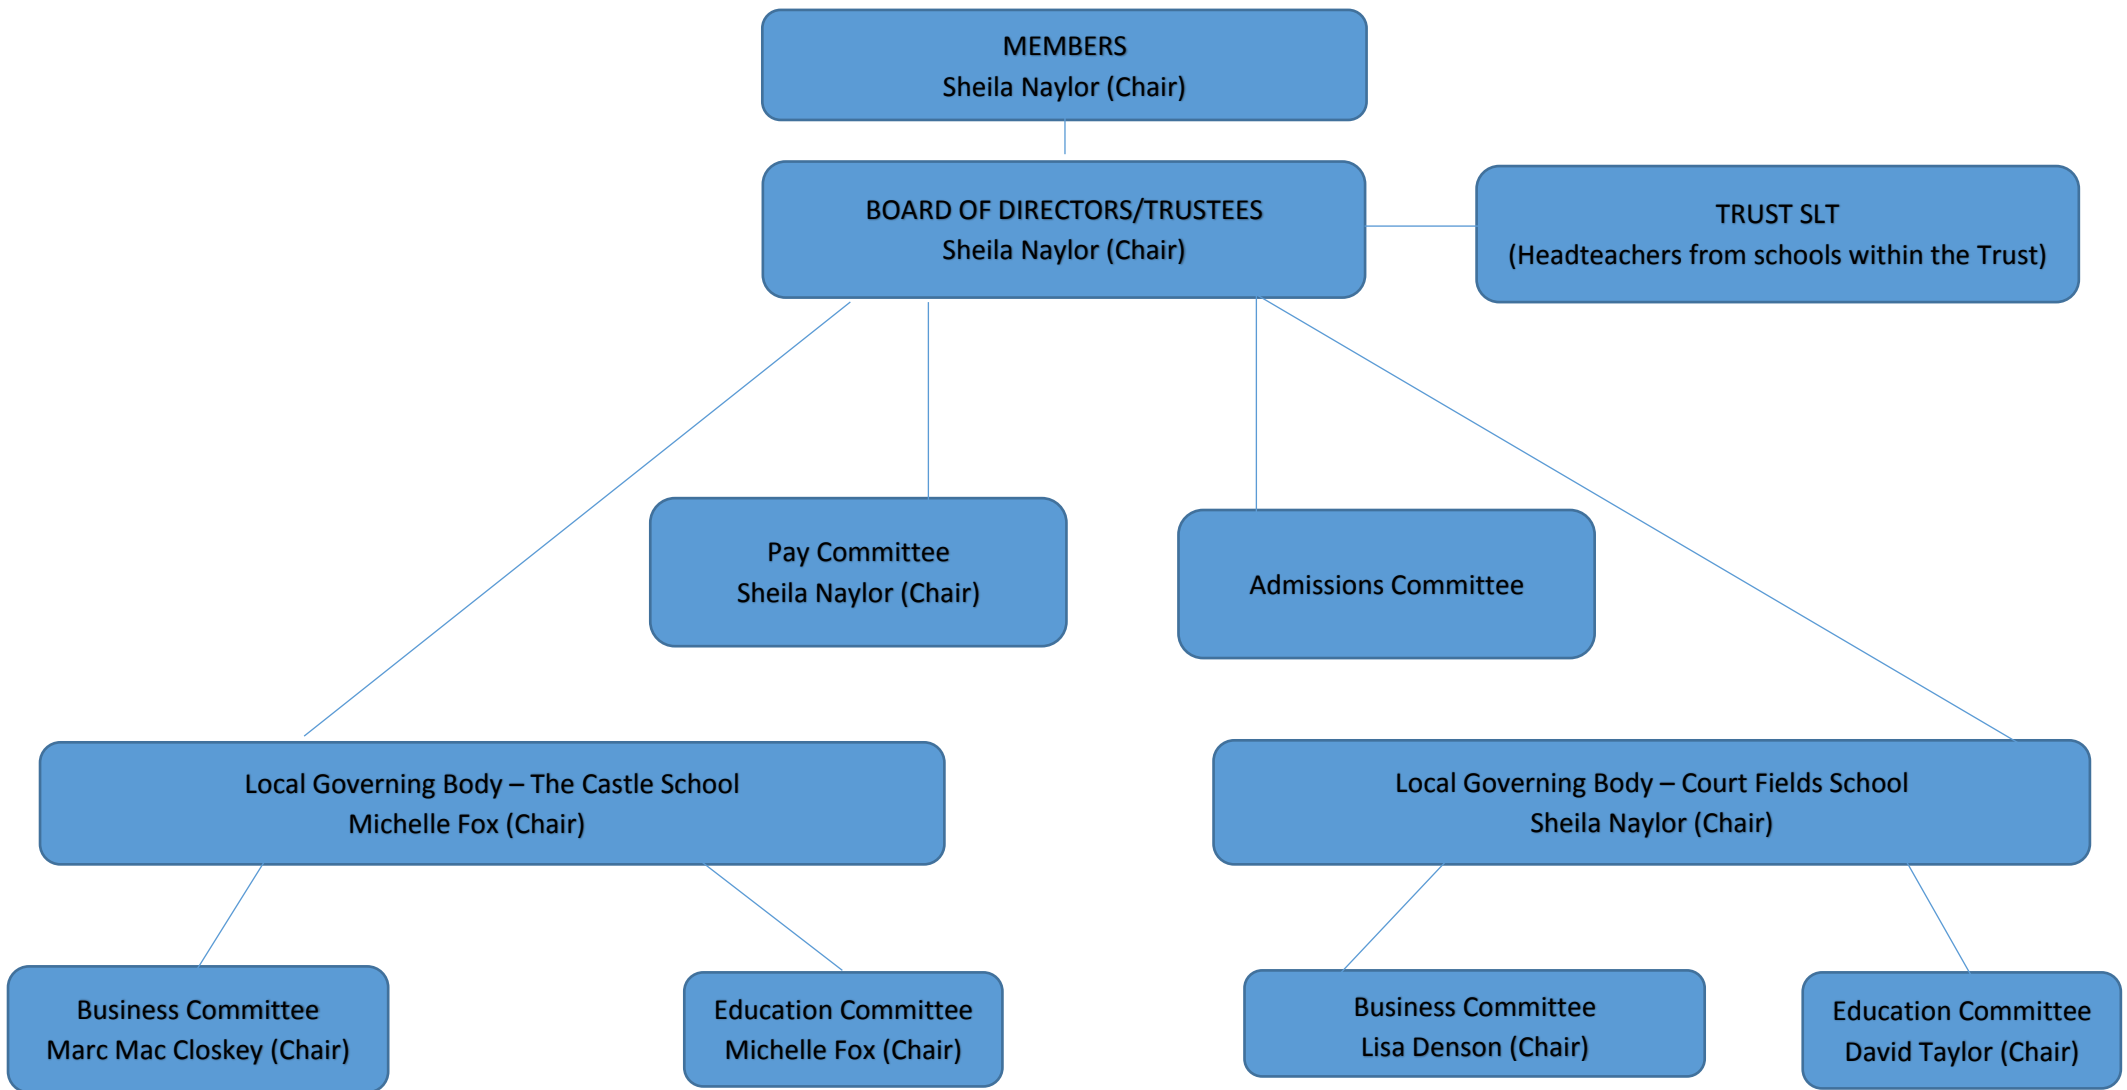 MEMBERS
Sheila Naylor (Chair)
BOARD OF DIRECTORS/TRUSTEES
Sheila Naylor (Chair)
TRUST SLT
(Headteachers from schools within the Trust)
Pay Committee
Sheila Naylor (Chair)
Admissions Committee
Local Governing Body – The Castle School
Michelle Fox (Chair)
Local Governing Body – Court Fields School
Sheila Naylor (Chair)
Business Committee
Marc Mac Closkey (Chair)
Education Committee
Michelle Fox (Chair)
Business Committee
Lisa Denson (Chair)
Education Committee
David Taylor (Chair)